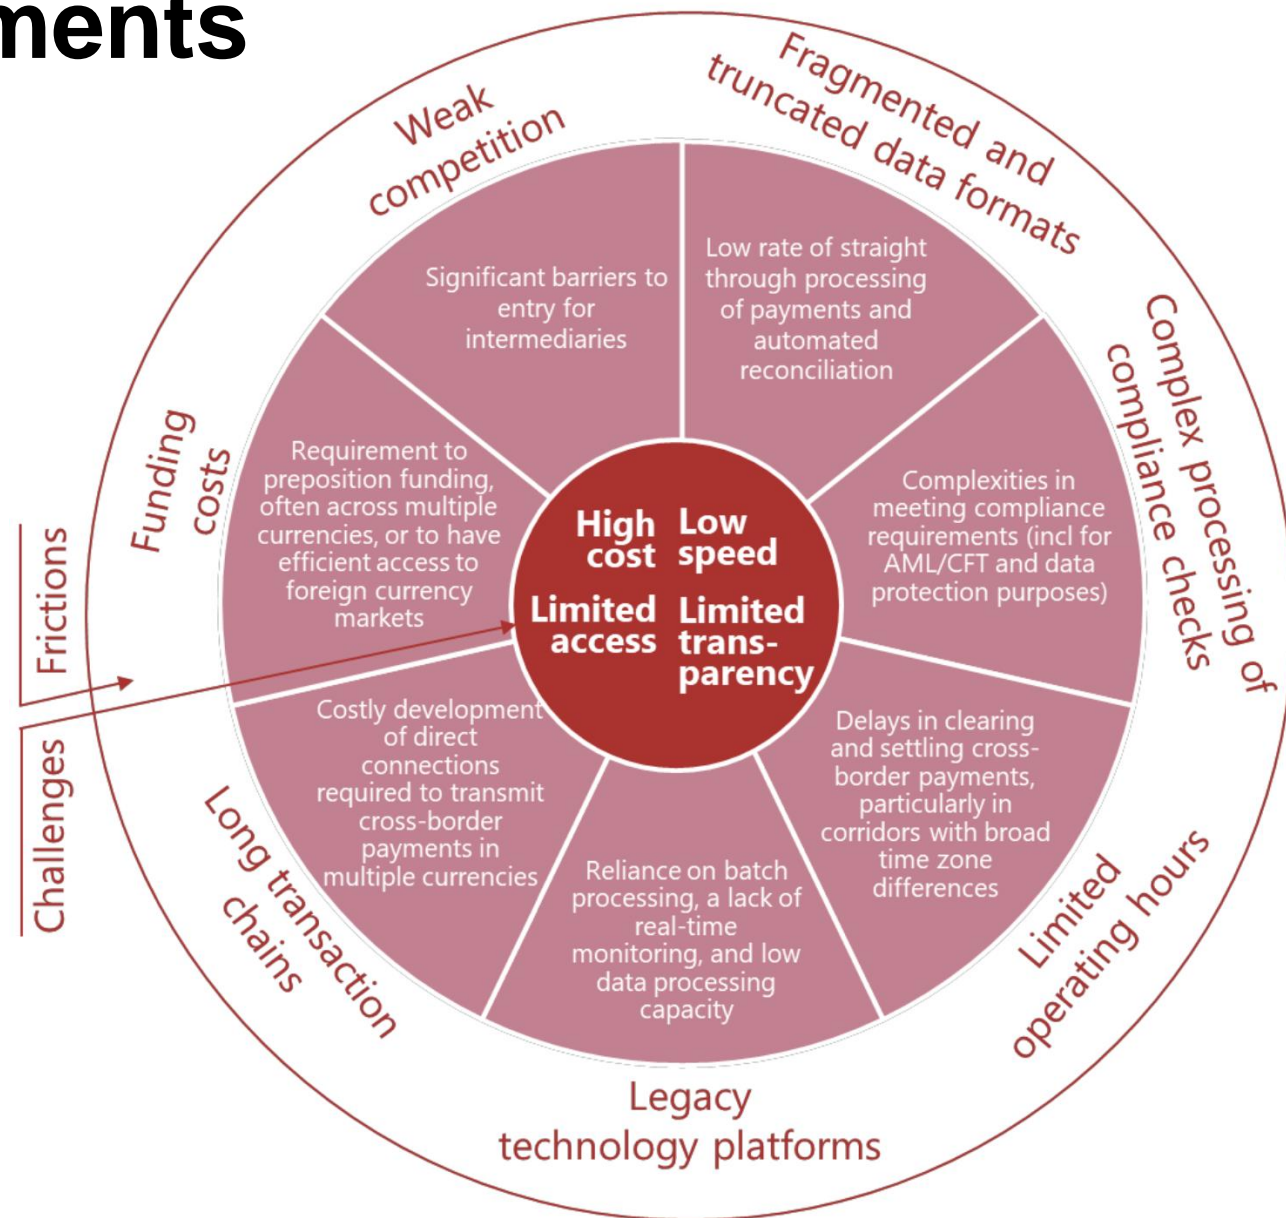 ments
Weak
competition
Fragmented and
truncated data formats
Complex processing of
compliance checks
Limited
operating hours
Legacy
technology platforms
Long transaction
chains
Funding
costs
Frictions
Challenges
Significant barriers to
entry for
intermediaries
Low rate of straight
through processing
of payments and
automated
reconciliation
Complexities in
meeting compliance
requirements (incl for
AML/CFT and data
protection purposes)
Delays in clearing
and settling cross-
border payments,
particularly in
corridors with broad
time zone
differences
Reliance on batch
processing, a lack of
real-time
monitoring, and low
data processing
capacity
Costly development
of direct
connections
required to transmit
cross-border
payments in
multiple currencies
Requirement to
preposition funding,
often across multiple
currencies, or to have
efficient access to
foreign currency
markets
High
cost
Low
speed
Limited
access
Limited
trans-
parency